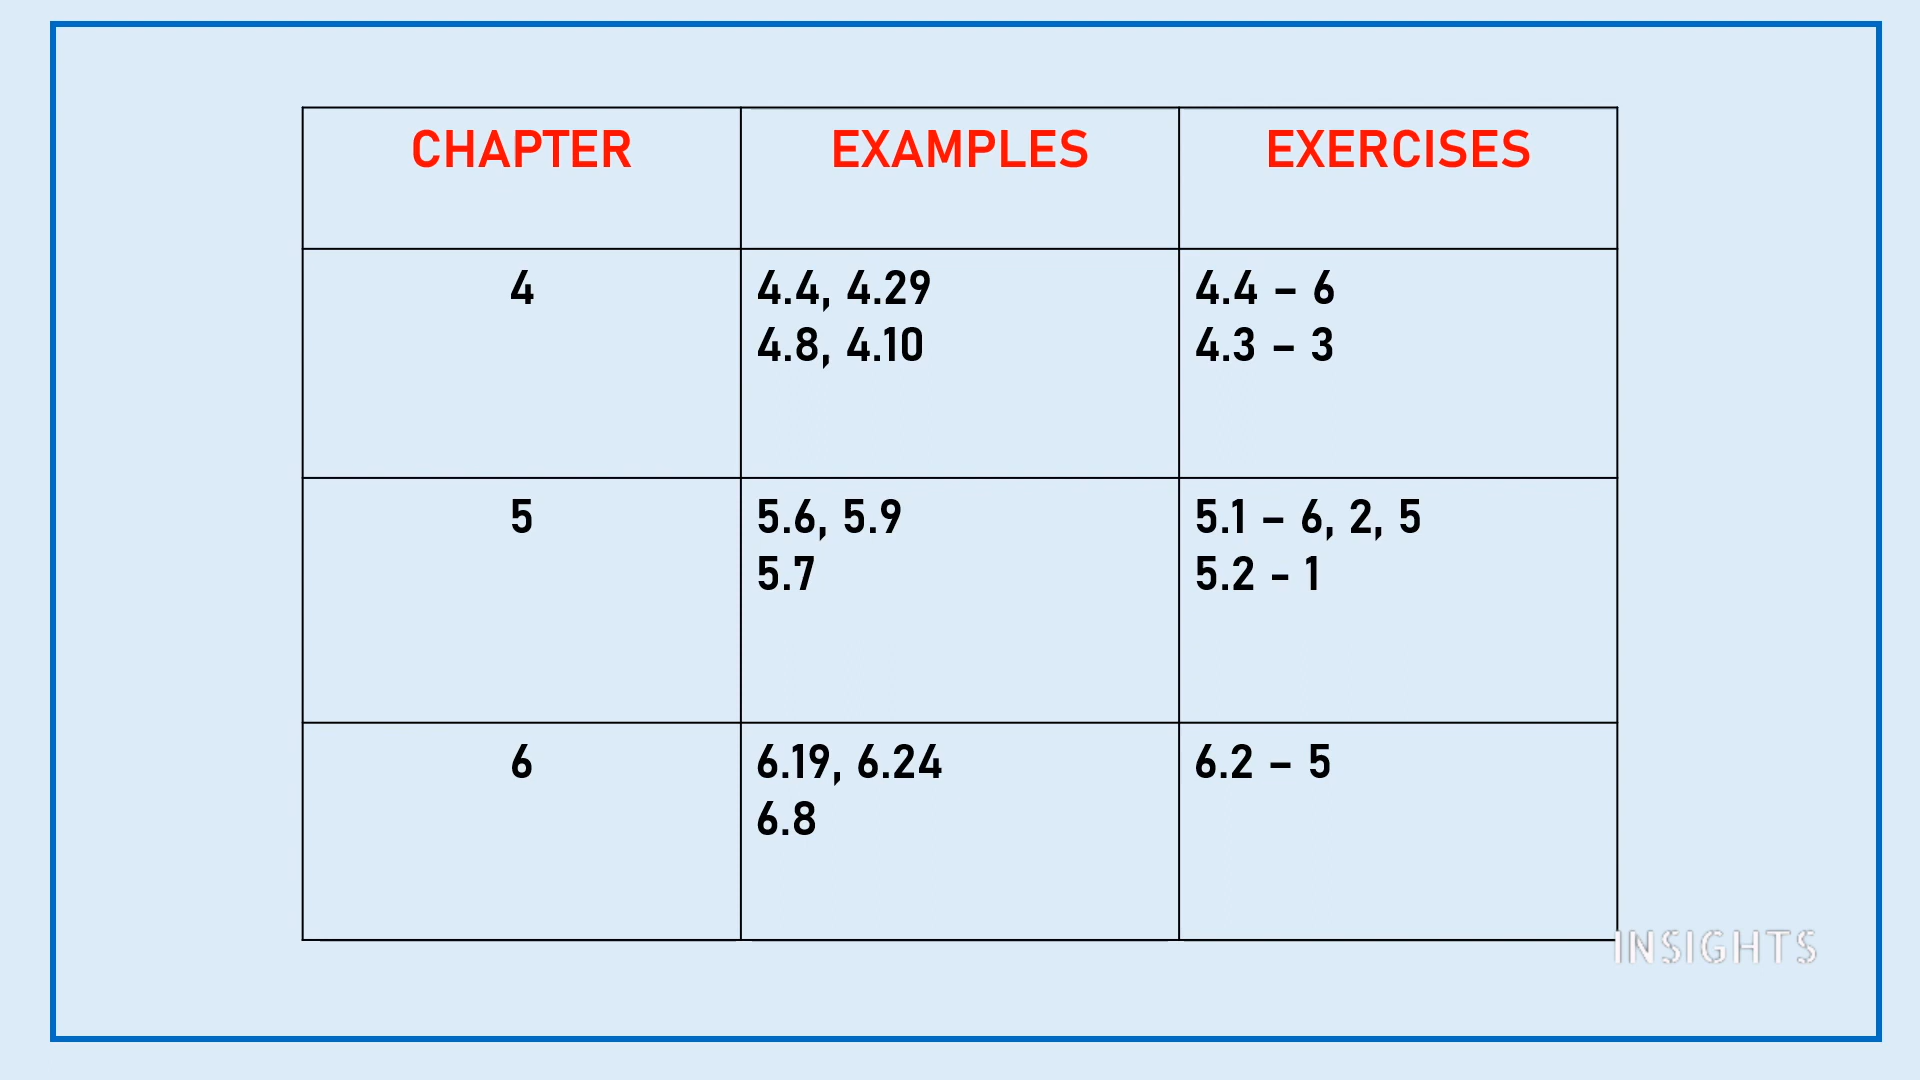 CHAPTER EXAMPLES EXERCISES
4 4.4, 4.29 4.4 – 6
4.8, 4.10 4.3 – 3
5 5.6, 5.9 5.1 – 6, 2, 5
5.7 5.2 - 1
6 6.19, 6.24 6.2 – 5
6.8
INSIGHTS